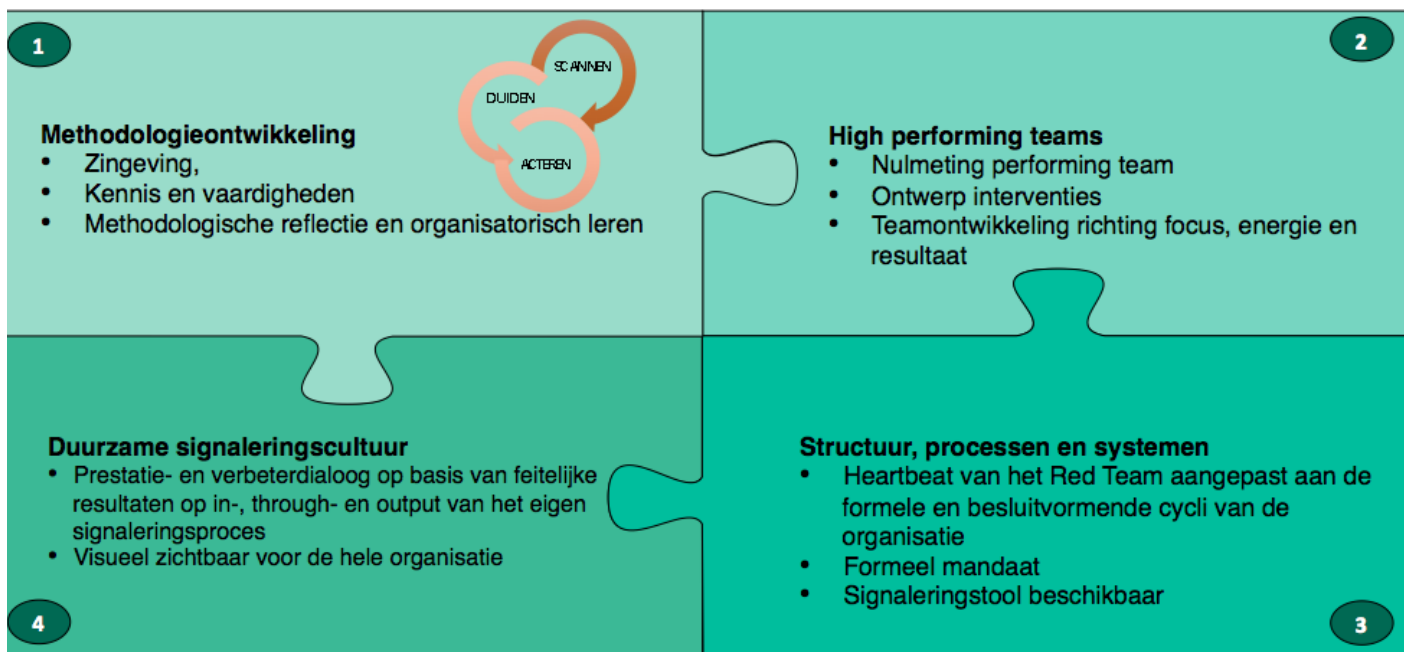 1
SCANNEN
DUIDEN
ACTEREN
Methodologieontwikkeling
• Zingeving,
• Kennis en vaardigheden
• Methodologische reflectie en organisatorisch leren
2
High performing teams
• Nulmeting performing team
• Ontwerp interventies
• Teamontwikkeling richting focus, energie en
resultaat
Duurzame signaleringscultuur
• Prestatie- en verbeterdialoog op basis van feitelijke
resultaten op in-, through- en output van het eigen
signaleringsproces
• Visueel zichtbaar voor de hele organisatie
4
Structuur, processen en systemen
• Heartbeat van het Red Team aangepast aan de
formele en besluitvormende cycli van de
organisatie
• Formeel mandaat
• Signaleringstool beschikbaar
3